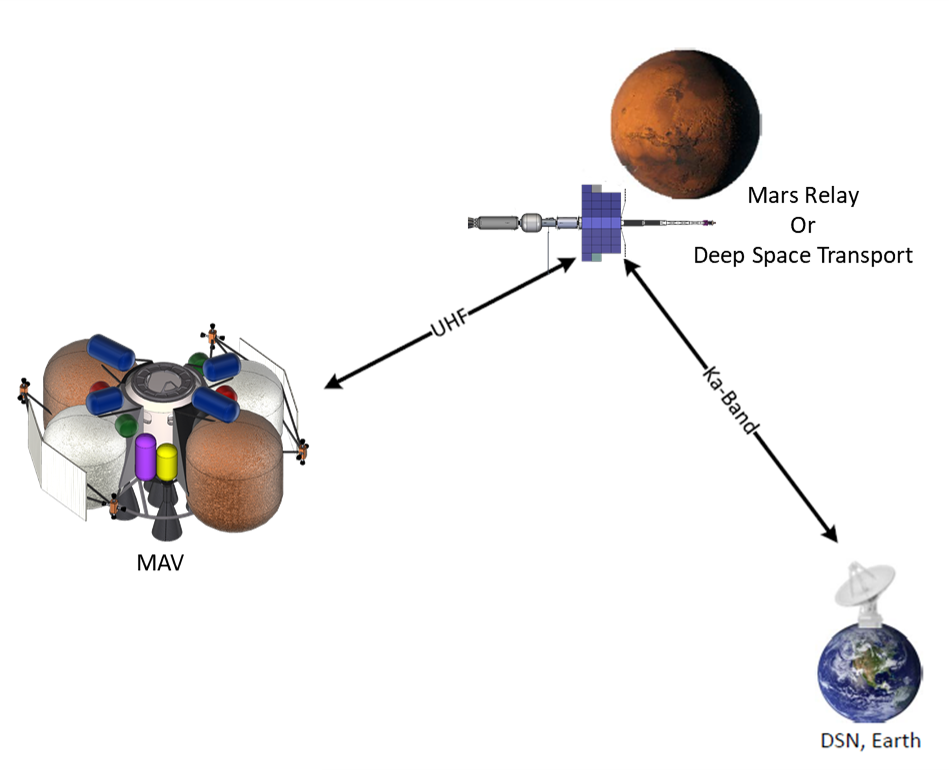 Mars Relay
Or
Deep Space Transport
UHF
Ka-Band
MAV
DSN, Earth